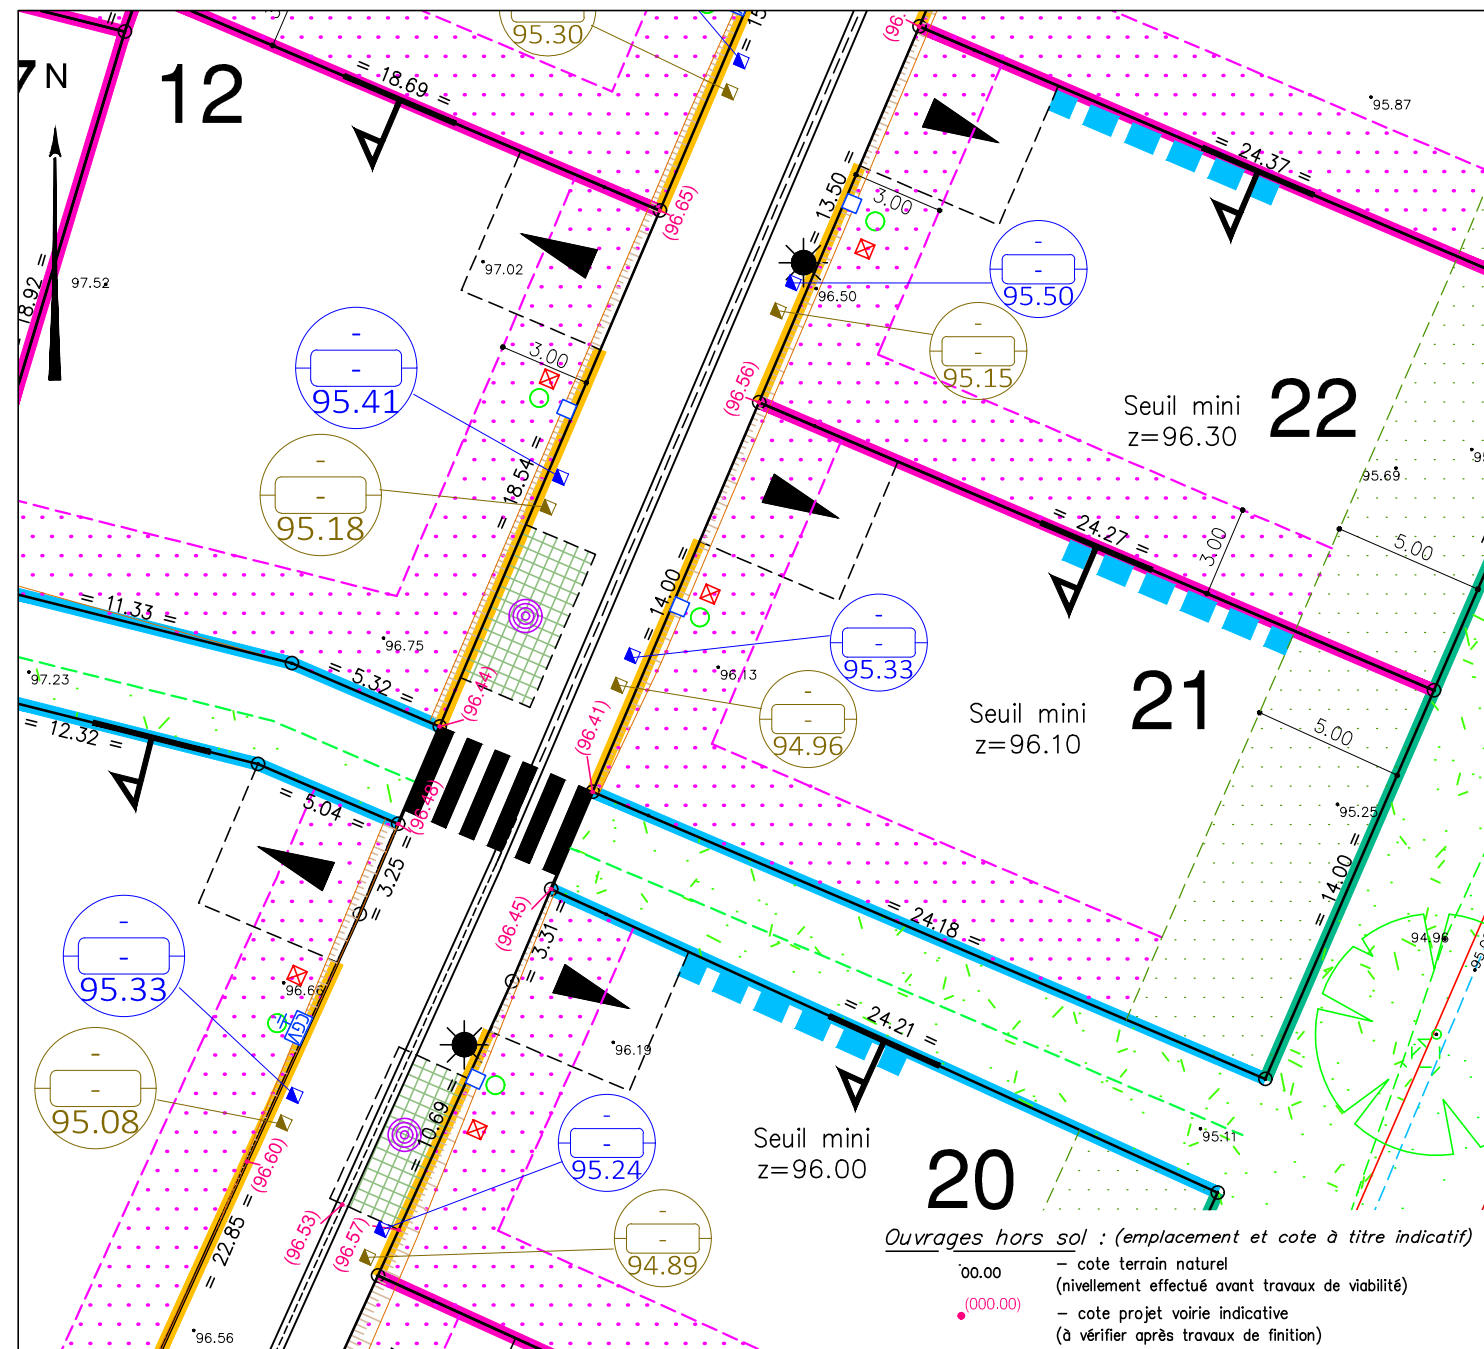 95.30
15
(96.
N
12
= 18.69 =
95.87
= 24.37 =
= 13.50 =
3.00
(96.65)
97.02
97.52
= 18.92 =
-
-
95.50
96.50
-
-
95.15
-
-
95.41
3.00
(96.56)
Seuil mini
z=96.30
22
-
-
95.18
= 18.54 =
95.69
= 24.27 =
3.00
5.00
= 14.00 =
= 11.33 =
96.75
= 5.32 =
(96.44)
-
-
95.33
96.13
97.23
= 12.32 =
-
-
94.96
(96.41)
Seuil mini
z=96.10
21
5.00
= 5.04 =
(96.48)
95.25
= 14.00 =
= 3.25 =
(96.45)
= 3.31 =
= 24.18 =
94.96
-
-
95.33
96.66
CGV
= 24.21 =
96.19
-
-
95.08
= 10.69 =
95.11
-
-
95.24
Seuil mini
z=96.00
20
(96.60)
= 22.85 =
(96.53)
(96.57)
-
-
94.89
96.56
Ouvrages hors sol : (emplacement et cote à titre indicatif)
00.00 - cote terrain naturel
(nivellement effectué avant travaux de viabilité)
(000.00) - cote projet voirie indicative
(à vérifier après travaux de finition)